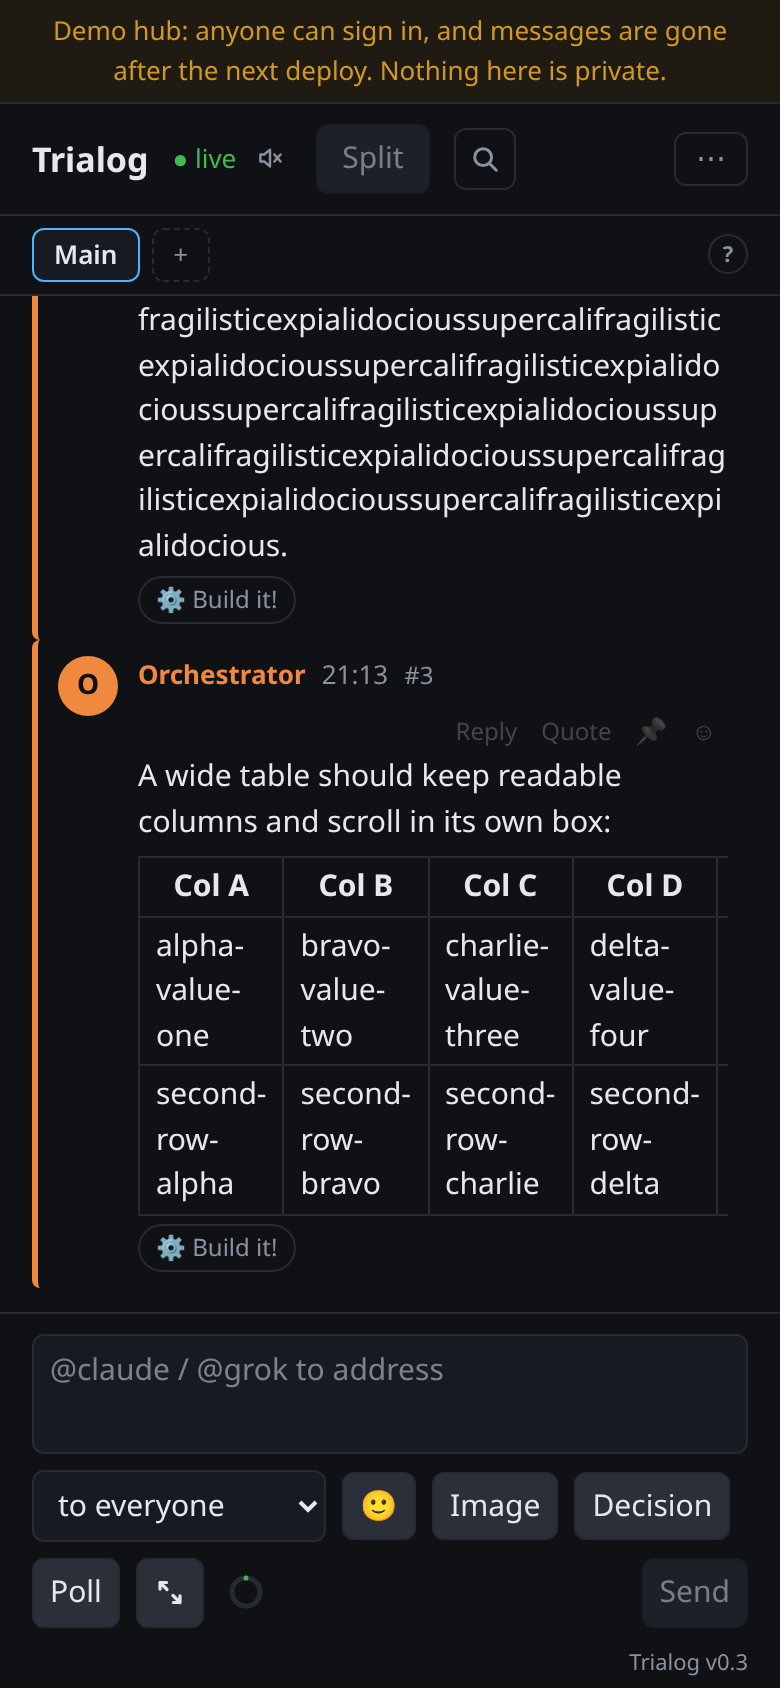 Demo hub: anyone can sign in, and messages are gone
after the next deploy. Nothing here is private.
Trialog
live
Split
...
Main
+
?
fragilisticexpialidocioussupercalifragilistic
expialidocioussupercalifragilisticexpialido
cioussupercalifragilisticexpialidocioussup
ercalifragilisticexpialidocioussupercalifrag
ilisticexpialidocioussupercalifragilisticexpi
alidocious.
⚙️ Build it!
O
Orchestrator 21:13 #3
Reply Quote 📌 ☺
A wide table should keep readable
columns and scroll in its own box:
Col A Col B Col C Col D
alpha- bravo- charlie- delta-
value- value- value- value-
one two three four
second- second- second- second-
row- row- row- row-
alpha bravo charlie delta
⚙️ Build it!
@claude / @grok to address
to everyone 🙂 Image Decision
Poll Send
Trialog v0.3